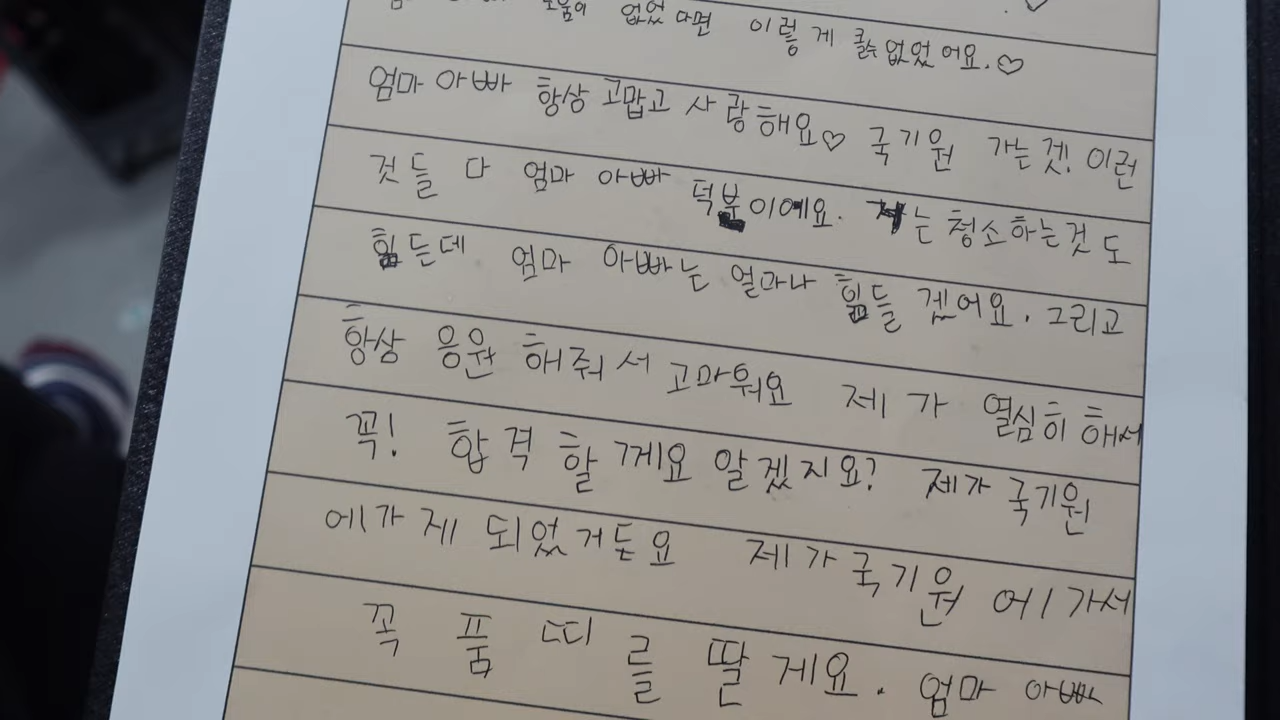 없었다면 이렇게 클수 없었어요.♡
엄마 아빠 항상 고맙고 사랑해요♡ 국기원 가는겻! 이런
것들 다 엄마 아빠 덕분이에요. 저는 청소하는것도
힘든데 엄마 아빠는 얼마나 힘들겠어요. 그리고
항상 응원 해줘서 고마워요 제가 열심히 해서
꼭! 합격 할께요 알겠지요? 제가 국기원
에가게 되었거든요 제가 국기원에 가서
꼭 품띠를 딸게요. 엄마 아빠